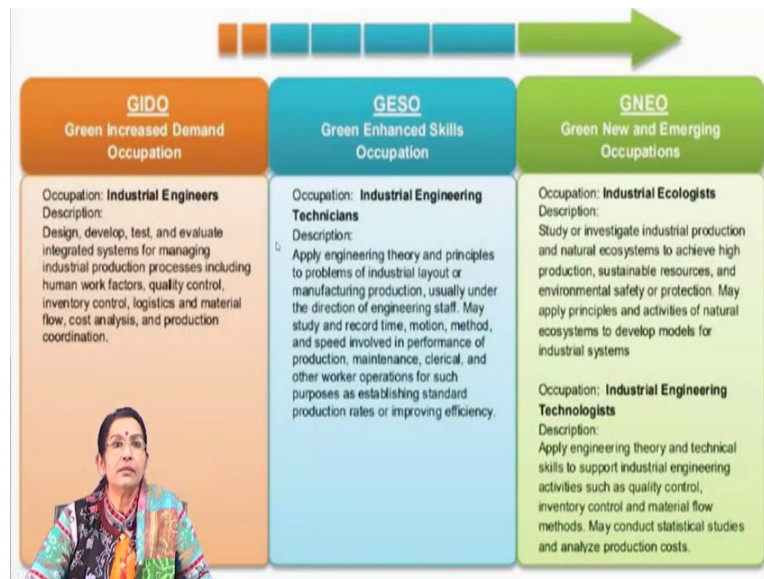 GIDO
Green Increased Demand
Occupation
Occupation: Industrial Engineers
Description:
Design, develop, test, and evaluate
integrated systems for managing
industrial production processes including
human work factors, quality control,
inventory control, logistics and material
flow, cost analysis, and production
coordination.
GESO
Green Enhanced Skills
Occupation
Occupation: Industrial Engineering
Technicians
Description:
Apply engineering theory and principles
to problems of industrial layout or
manufacturing production, usually under
the direction of engineering staff. May
study and record time, motion, method,
and speed involved in performance of
production, maintenance, clerical, and
other worker operations for such
purposes as establishing standard
production rates or improving efficiency.
GNEO
Green New and Emerging
Occupations
Occupation: Industrial Ecologists
Description:
Study or investigate industrial production
and natural ecosystems to achieve high
production, sustainable resources, and
environmental safety or protection. May
apply principles and activities of natural
ecosystems to develop models for
industrial systems
Occupation: Industrial Engineering
Technologists
Description:
Apply engineering theory and technical
skills to support industrial engineering
activities such as quality control,
inventory control and material flow
methods. May conduct statistical studies
and analyze production costs.